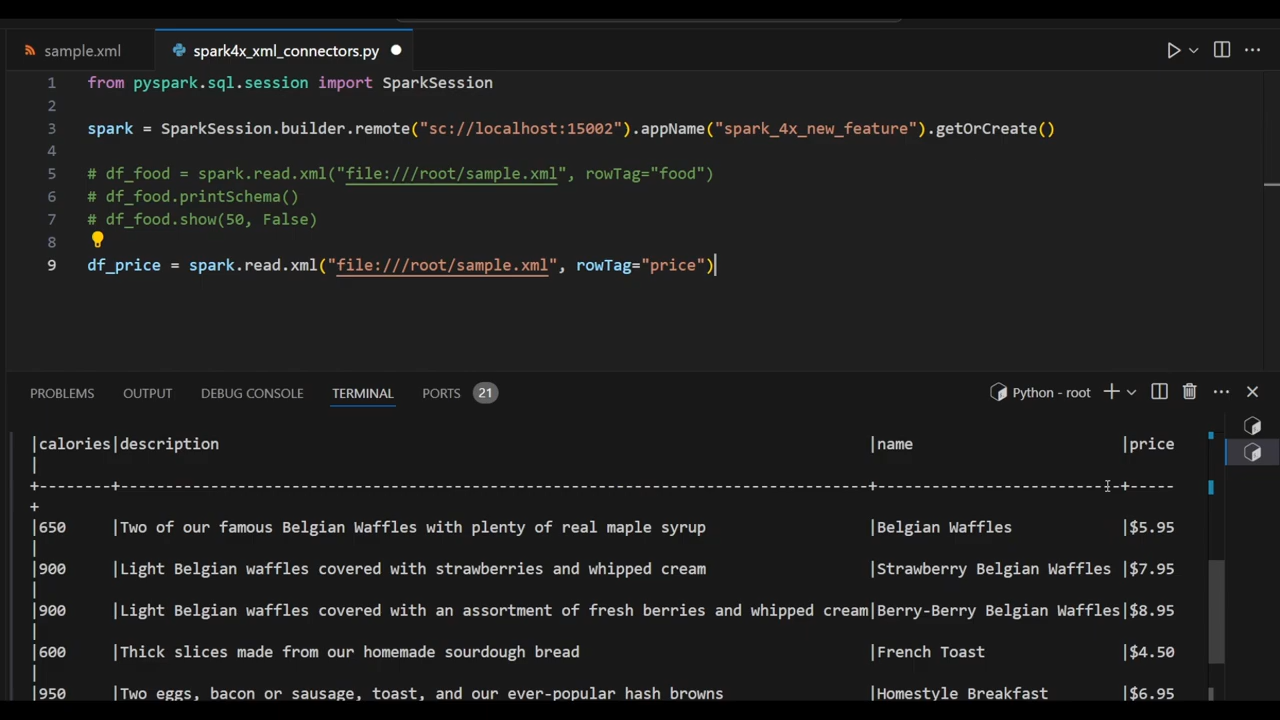 sample.xml
spark4x_xml_connectors.py
1 from pyspark.sql.session import SparkSession
2
3 spark = SparkSession.builder.remote("sc://localhost:15002").appName("spark_4x_new_feature").getOrCreate()
4
5 # df_food = spark.read.xml("file:///root/sample.xml", rowTag="food")
6 # df_food.printSchema()
7 # df_food.show(50, False)
8
9 df_price = spark.read.xml("file:///root/sample.xml", rowTag="price")
PROBLEMS OUTPUT DEBUG CONSOLE TERMINAL PORTS 21 Python - root
|calories|description |name |price
|
+--------+-----------------------------------------------------------------------------------+---------------------------+-----
+
|650 |Two of our famous Belgian Waffles with plenty of real maple syrup |Belgian Waffles |$5.95
|
|900 |Light Belgian waffles covered with strawberries and whipped cream |Strawberry Belgian Waffles |$7.95
|
|900 |Light Belgian waffles covered with an assortment of fresh berries and whipped cream|Berry-Berry Belgian Waffles|$8.95
|
|600 |Thick slices made from our homemade sourdough bread |French Toast |$4.50
|
|950 |Two eggs, bacon or sausage, toast, and our ever-popular hash browns |Homestyle Breakfast |$6.95